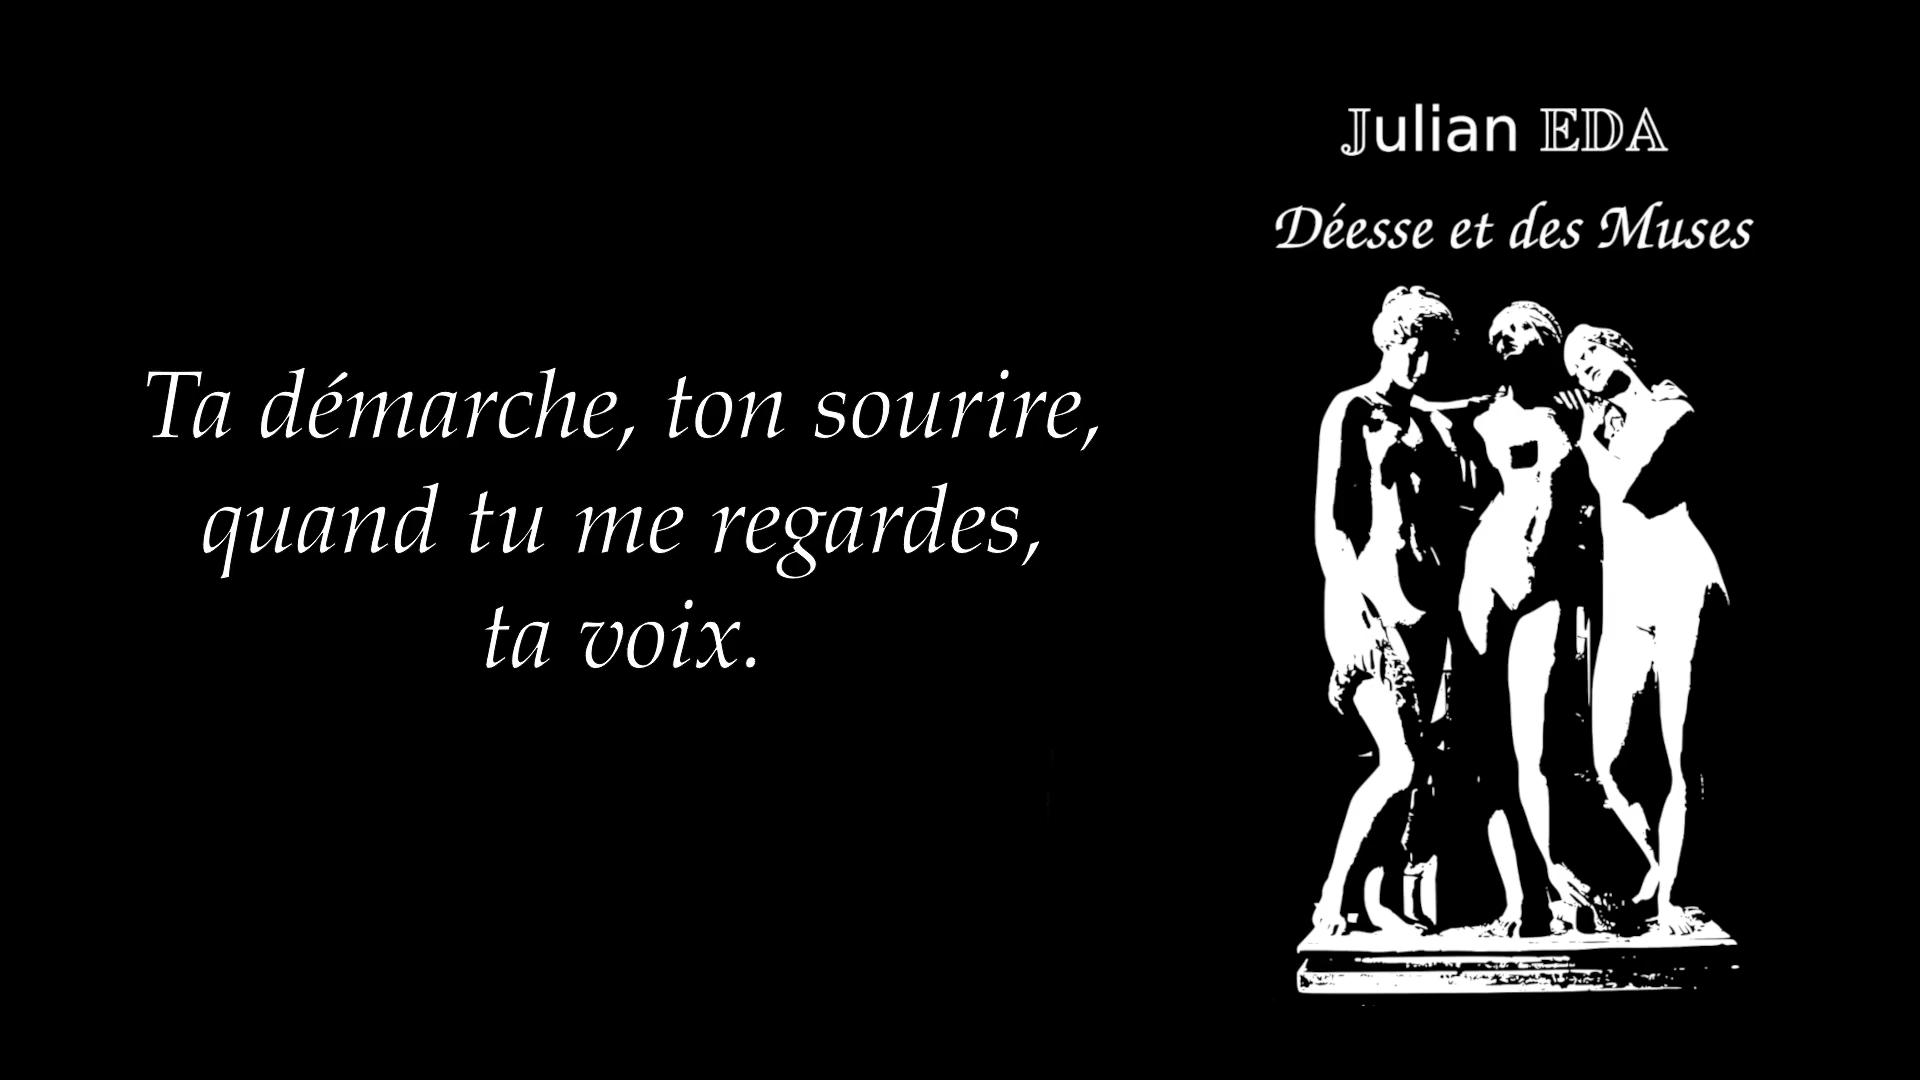 Julian EDA
Déesse et des Muses
Ta démarche, ton sourire,
quand tu me regardes,
ta voix.